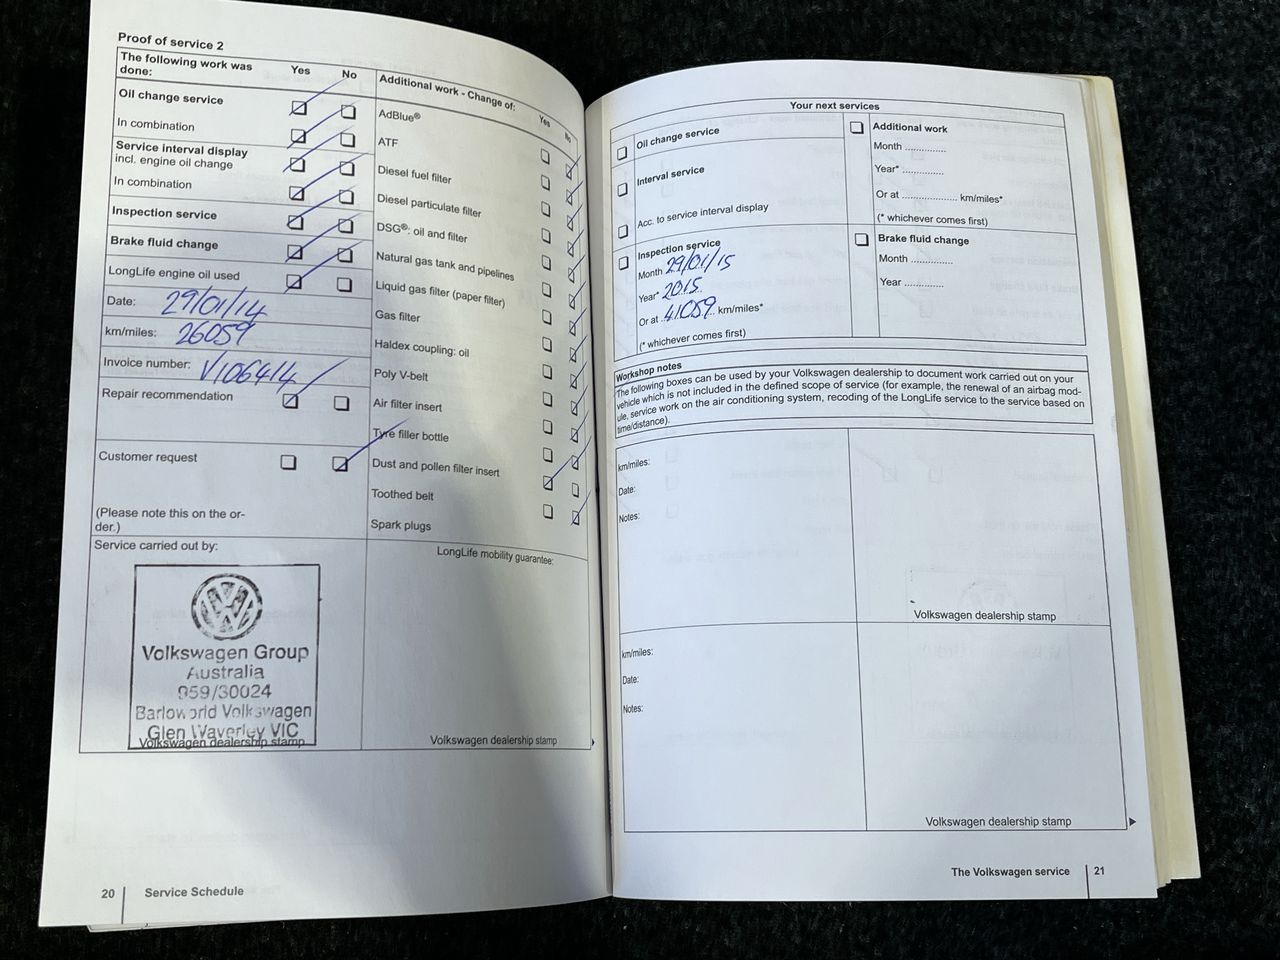 Proof of service 2
The following work was done:
Yes
No
Oil change service
In combination
Service interval display
incl. engine oil change
In combination
Inspection service
Brake fluid change
LongLife engine oil used
Date: 29/01/14
km/miles: 26059
Invoice number: V106414
Repair recommendation
Customer request
(Please note this on the or-
der.)
Service carried out by:
Volkswagen Group
Australia
959/30024
Barloworld Volkswagen
Glen Waverley VIC
Volkswagen dealership stamp
Additional work - Change of:
Yes
No
AdBlue®
ATF
Diesel fuel filter
Diesel particulate filter
DSG®: oil and filter
Natural gas tank and pipelines
Liquid gas filter (paper filter)
Gas filter
Haldex coupling: oil
Poly V-belt
Air filter insert
Tyre filler bottle
Dust and pollen filter insert
Toothed belt
Spark plugs
LongLife mobility guarantee:
Volkswagen dealership stamp
20
Service Schedule
Your next services
Oil change service
Interval service
Acc. to service interval display
Inspection service
Month 29/01/15
Year* 2015
Or at 41059 km/miles*
(* whichever comes first)
Additional work
Month ..............
Year* ..............
Or at ................... km/miles*
(* whichever comes first)
Brake fluid change
Month ..............
Year ..............
Workshop notes
The following boxes can be used by your Volkswagen dealership to document work carried out on your
vehicle which is not included in the defined scope of service (for example, the renewal of an airbag mod-
ule, service work on the air conditioning system, recoding of the LongLife service to the service based on
time/distance).
km/miles:
Date:
Notes:
Volkswagen dealership stamp
km/miles:
Date:
Notes:
Volkswagen dealership stamp
The Volkswagen service
21